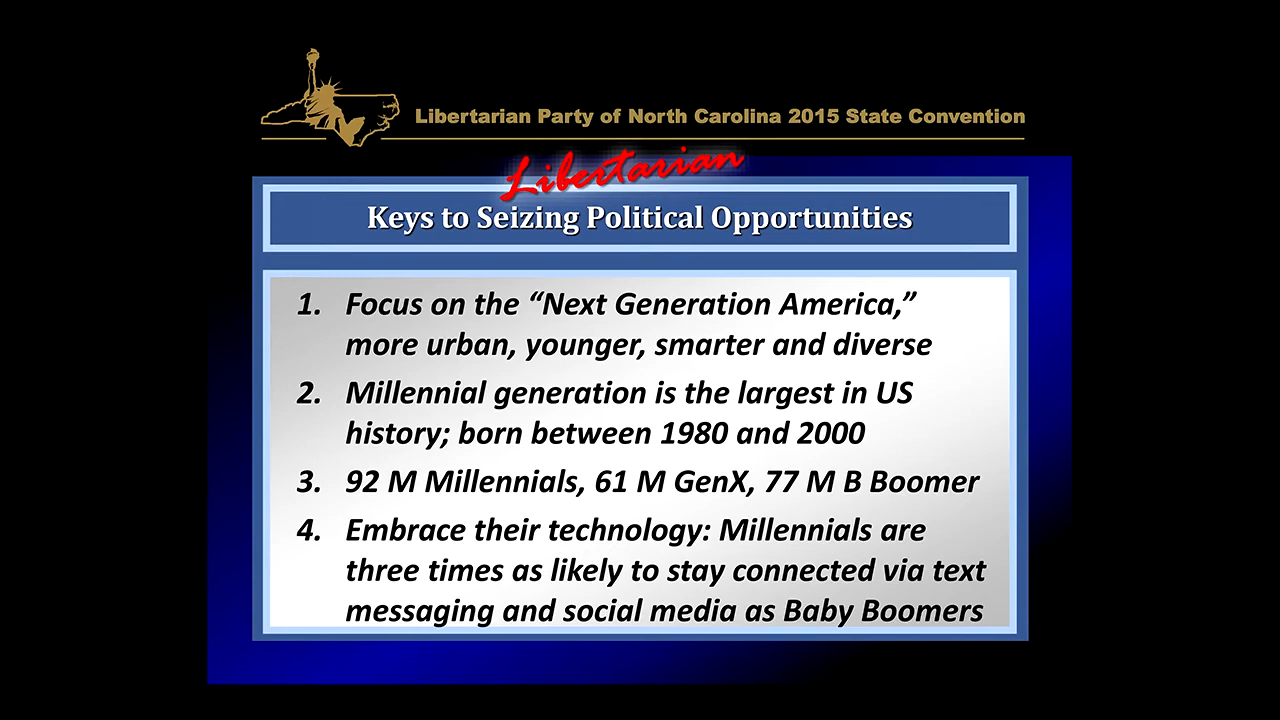 Libertarian Party of North Carolina 2015 State Convention
Libertarian
Keys to Seizing Political Opportunities
1. Focus on the “Next Generation America,”
more urban, younger, smarter and diverse
2. Millennial generation is the largest in US
history; born between 1980 and 2000
3. 92 M Millennials, 61 M GenX, 77 M B Boomer
4. Embrace their technology: Millennials are
three times as likely to stay connected via text
messaging and social media as Baby Boomers